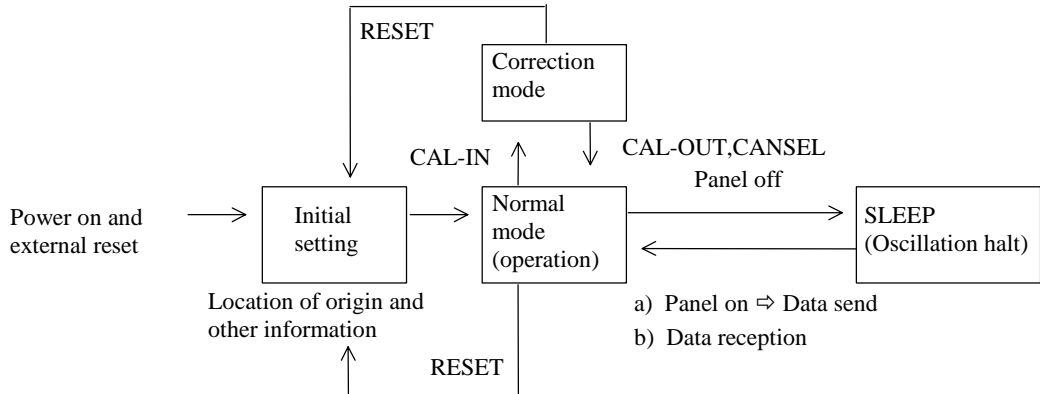 RESET
Correction
mode
CAL-IN
CAL-OUT,CANSEL
Panel off
Power on and
external reset
Initial
setting
Normal
mode
(operation)
SLEEP
(Oscillation halt)
Location of origin and
other information
a) Panel on ⇨ Data send
b) Data reception
RESET